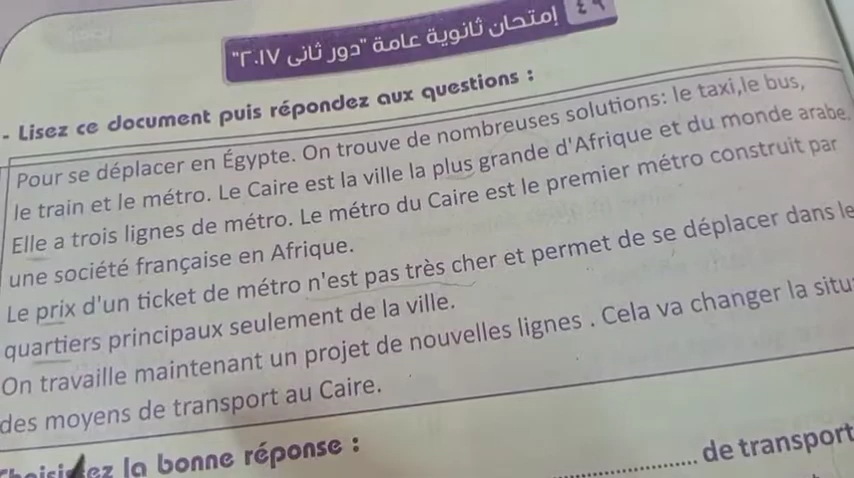 ٤٩ إمتحان ثانوية عامة "دور ثانى ٢٠١٧"
- Lisez ce document puis répondez aux questions :
Pour se déplacer en Égypte. On trouve de nombreuses solutions: le taxi,le bus,
le train et le métro. Le Caire est la ville la plus grande d'Afrique et du monde arabe.
Elle a trois lignes de métro. Le métro du Caire est le premier métro construit par
une société française en Afrique.
Le prix d'un ticket de métro n'est pas très cher et permet de se déplacer dans le
quartiers principaux seulement de la ville.
On travaille maintenant un projet de nouvelles lignes . Cela va changer la situ
des moyens de transport au Caire.
la bonne réponse :
.............................. de transport